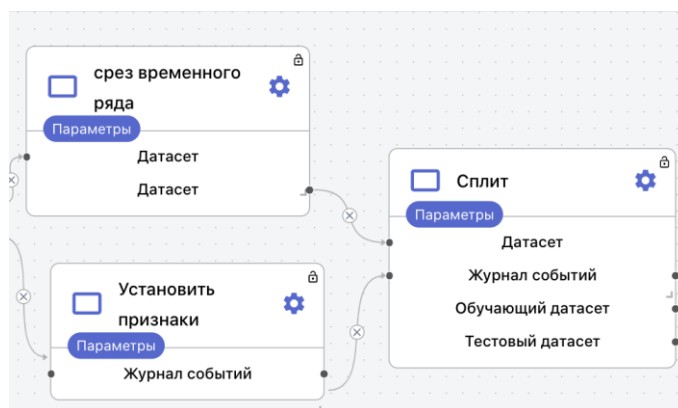 срез временного
ряда
Параметры
Датасет
Датасет
Сплит
Параметры
Датасет
Журнал событий
Обучающий датасет
Тестовый датасет
Установить
признаки
Параметры
Журнал событий